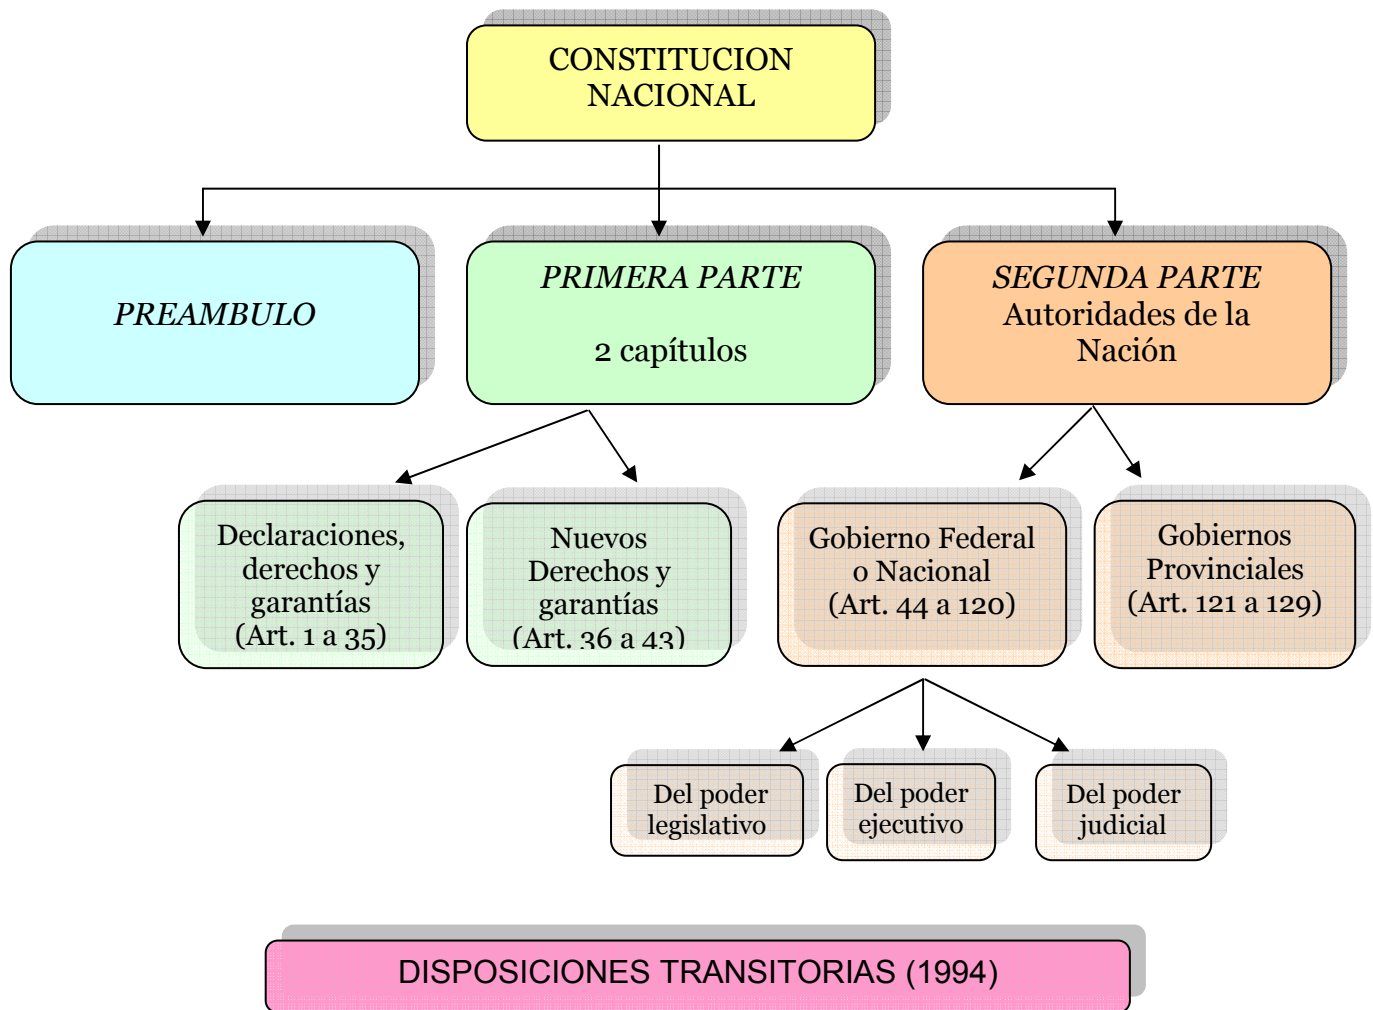 CONSTITUCION
NACIONAL
PREAMBULO
PRIMERA PARTE
2 capítulos
SEGUNDA PARTE
Autoridades de la
Nación
Declaraciones,
derechos y
garantías
(Art. 1 a 35)
Nuevos
Derechos y
garantías
(Art. 36 a 43)
Gobierno Federal
o Nacional
(Art. 44 a 120)
Gobiernos
Provinciales
(Art. 121 a 129)
Del poder
legislativo
Del poder
ejecutivo
Del poder
judicial
DISPOSICIONES TRANSITORIAS (1994)